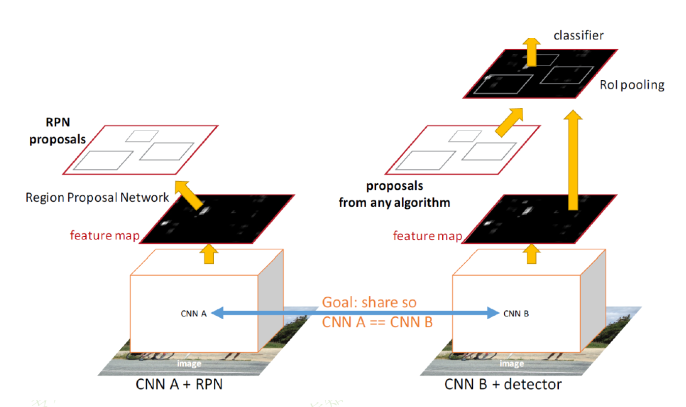 classifier
RoI pooling
RPN
proposals
Region Proposal Network
feature map
CNN A
image
CNN A + RPN
proposals
from any algorithm
feature map
Goal: share so
CNN A == CNN B
CNN B
image
CNN B + detector